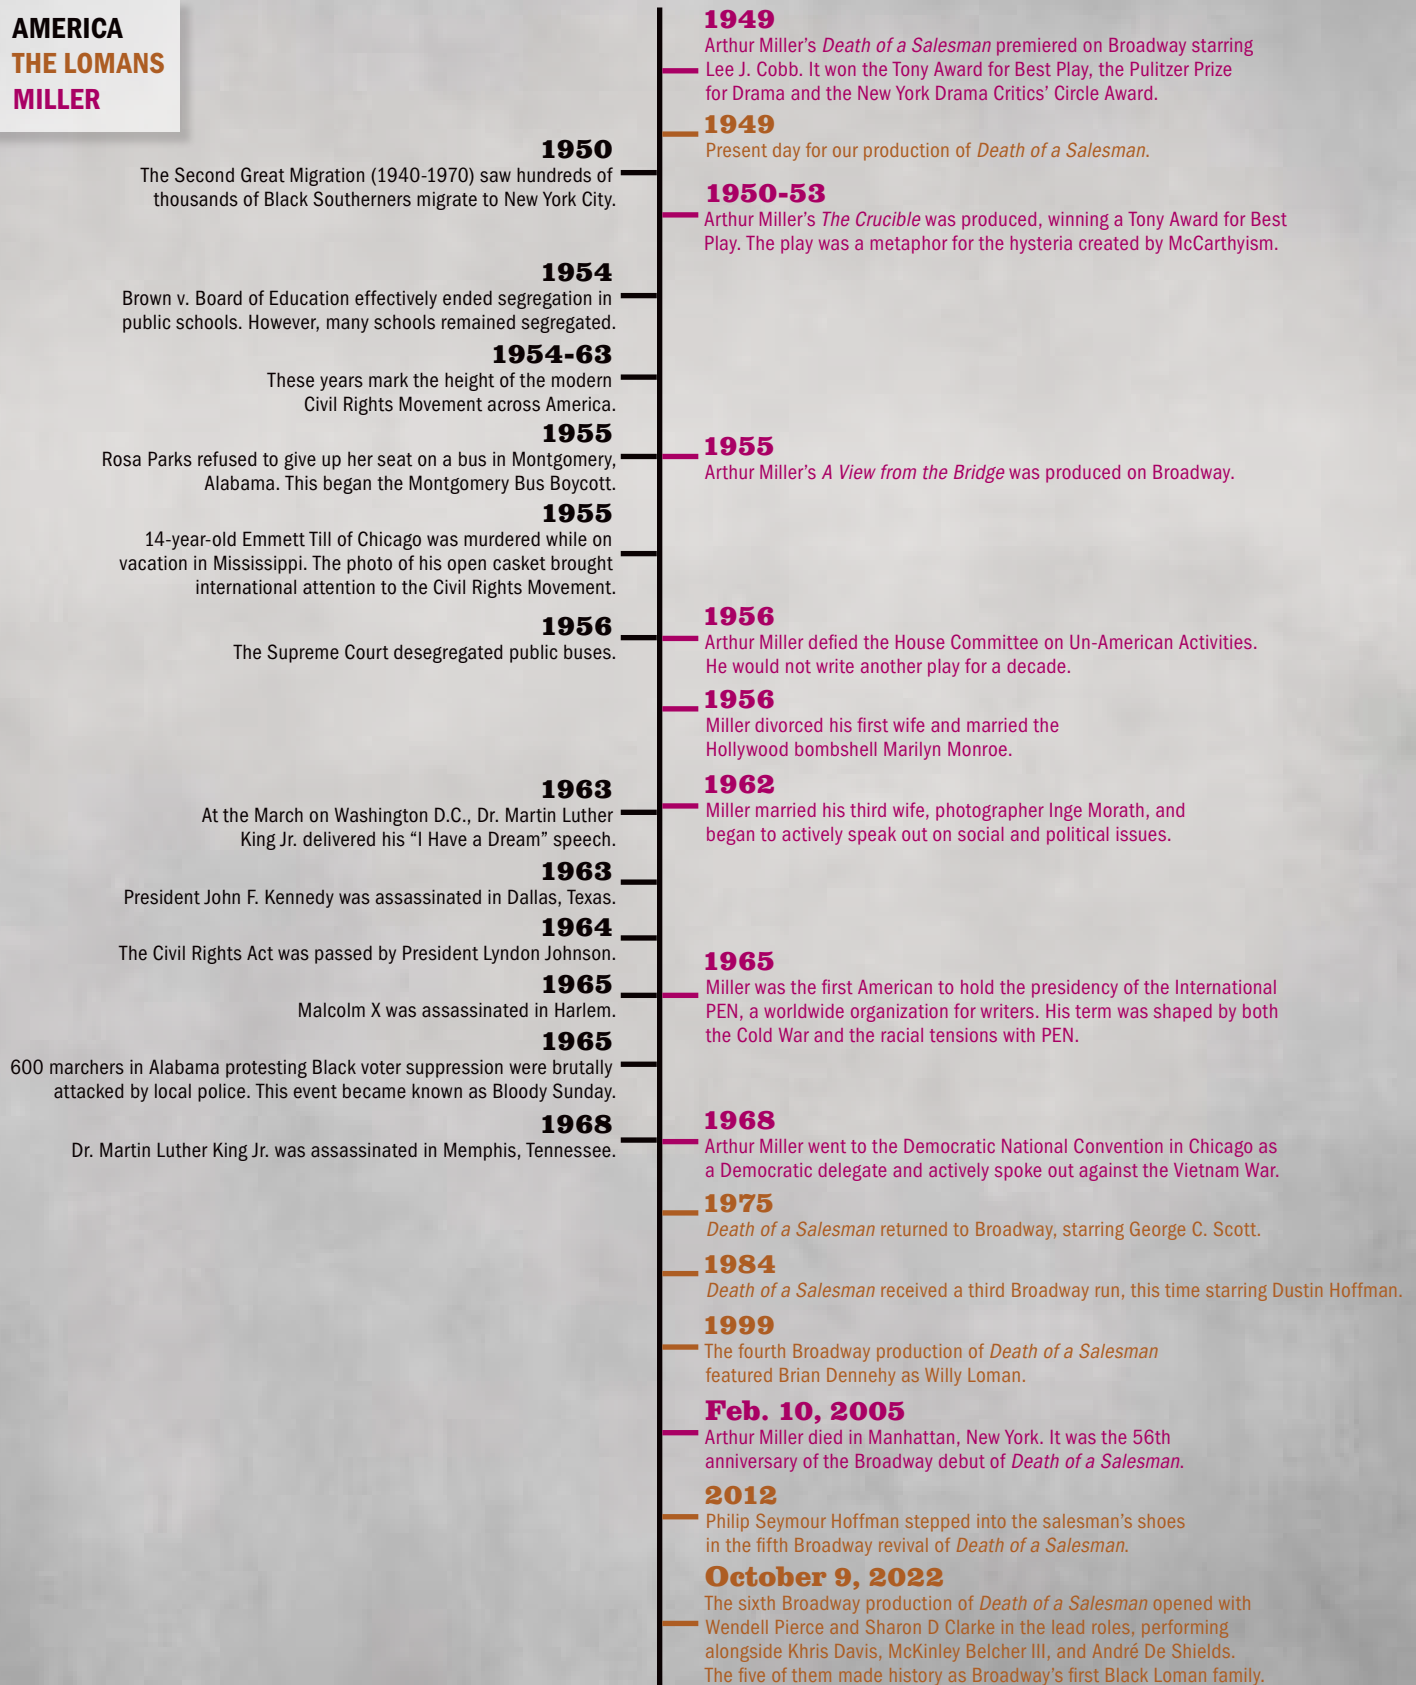 AMERICA
THE LOMANS
MILLER
1949
Arthur Miller’s Death of a Salesman premiered on Broadway starring
Lee J. Cobb. It won the Tony Award for Best Play, the Pulitzer Prize
for Drama and the New York Drama Critics’ Circle Award.
1949
Present day for our production of Death of a Salesman.
1950
The Second Great Migration (1940-1970) saw hundreds of
thousands of Black Southerners migrate to New York City.
1950-53
Arthur Miller’s The Crucible was produced, winning a Tony Award for Best
Play. The play was a metaphor for the hysteria created by McCarthyism.
1954
Brown v. Board of Education effectively ended segregation in
public schools. However, many schools remained segregated.
1954-63
These years mark the height of the modern
Civil Rights Movement across America.
1955
Rosa Parks refused to give up her seat on a bus in Montgomery,
Alabama. This began the Montgomery Bus Boycott.
1955
Arthur Miller’s A View from the Bridge was produced on Broadway.
1955
14-year-old Emmett Till of Chicago was murdered while on
vacation in Mississippi. The photo of his open casket brought
international attention to the Civil Rights Movement.
1956
The Supreme Court desegregated public buses.
1956
Arthur Miller defied the House Committee on Un-American Activities.
He would not write another play for a decade.
1956
Miller divorced his first wife and married the
Hollywood bombshell Marilyn Monroe.
1962
Miller married his third wife, photographer Inge Morath, and
began to actively speak out on social and political issues.
1963
At the March on Washington D.C., Dr. Martin Luther
King Jr. delivered his “I Have a Dream” speech.
1963
President John F. Kennedy was assassinated in Dallas, Texas.
1964
The Civil Rights Act was passed by President Lyndon Johnson.
1965
Malcolm X was assassinated in Harlem.
1965
Miller was the first American to hold the presidency of the International
PEN, a worldwide organization for writers. His term was shaped by both
the Cold War and the racial tensions with PEN.
1965
600 marchers in Alabama protesting Black voter suppression were brutally
attacked by local police. This event became known as Bloody Sunday.
1968
Dr. Martin Luther King Jr. was assassinated in Memphis, Tennessee.
1968
Arthur Miller went to the Democratic National Convention in Chicago as
a Democratic delegate and actively spoke out against the Vietnam War.
1975
Death of a Salesman returned to Broadway, starring George C. Scott.
1984
Death of a Salesman received a third Broadway run, this time starring Dustin Hoffman.
1999
The fourth Broadway production of Death of a Salesman
featured Brian Dennehy as Willy Loman.
Feb. 10, 2005
Arthur Miller died in Manhattan, New York. It was the 56th
anniversary of the Broadway debut of Death of a Salesman.
2012
Philip Seymour Hoffman stepped into the salesman’s shoes
in the fifth Broadway revival of Death of a Salesman.
October 9, 2022
The sixth Broadway production of Death of a Salesman opened with
Wendell Pierce and Sharon D Clarke in the lead roles, performing
alongside Khris Davis, McKinley Belcher III, and André De Shields.
The five of them made history as Broadway’s first Black Loman family.